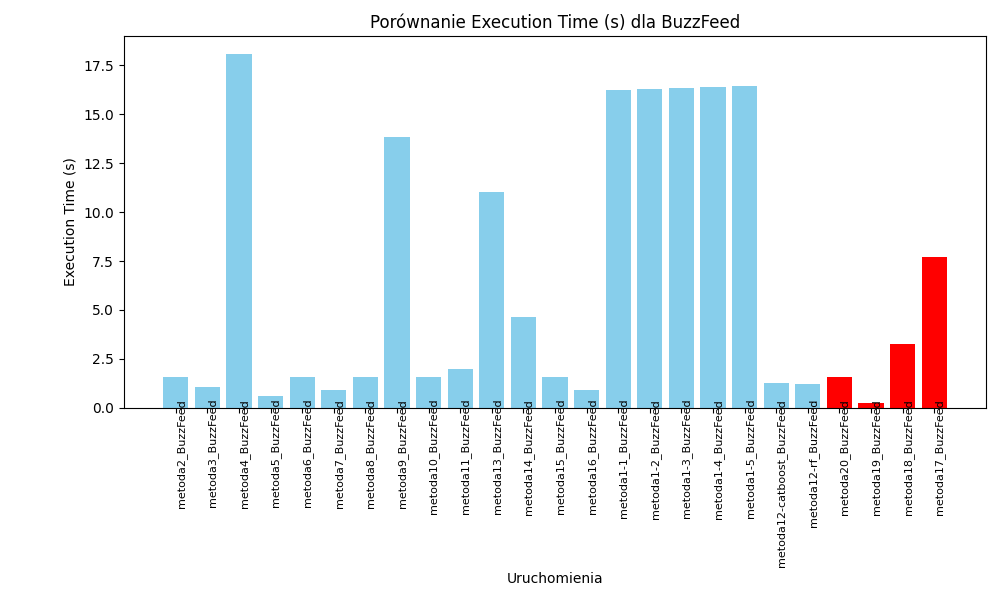 Porównanie Execution Time (s) dla BuzzFeed
Execution Time (s)
17.5
15.0
12.5
10.0
7.5
5.0
2.5
0.0
metoda2_BuzzFeed
metoda3_BuzzFeed
metoda4_BuzzFeed
metoda5_BuzzFeed
metoda6_BuzzFeed
metoda7_BuzzFeed
metoda8_BuzzFeed
metoda9_BuzzFeed
metoda10_BuzzFeed
metoda11_BuzzFeed
metoda13_BuzzFeed
metoda14_BuzzFeed
metoda15_BuzzFeed
metoda16_BuzzFeed
metoda1-1_BuzzFeed
metoda1-2_BuzzFeed
metoda1-3_BuzzFeed
metoda1-4_BuzzFeed
metoda1-5_BuzzFeed
metoda12-catboost_BuzzFeed
metoda12-rf_BuzzFeed
metoda20_BuzzFeed
metoda19_BuzzFeed
metoda18_BuzzFeed
metoda17_BuzzFeed
Uruchomienia